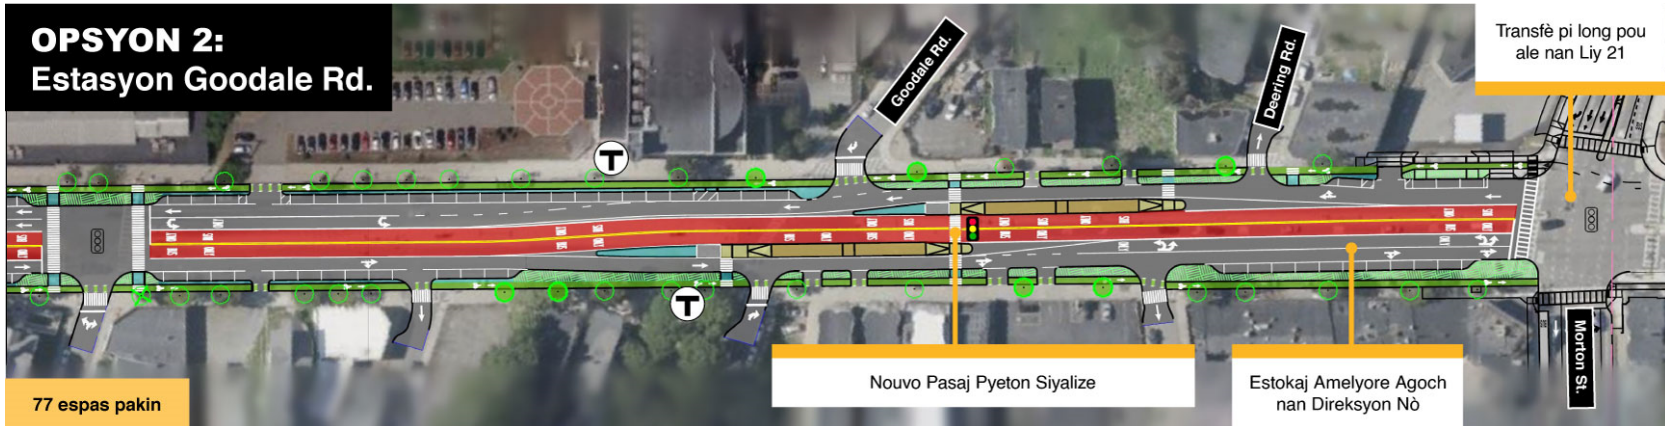 OPSYON 2:
Estasyon Goodale Rd.
Goodale Rd.
Deering Rd.
Transfè pi long pou
ale nan Liy 21
T
T
Nouvo Pasaj Pyeton Siyalize
Estokaj Amelyore Agoch
nan Direksyon Nò
Morton St.
77 espas pakin